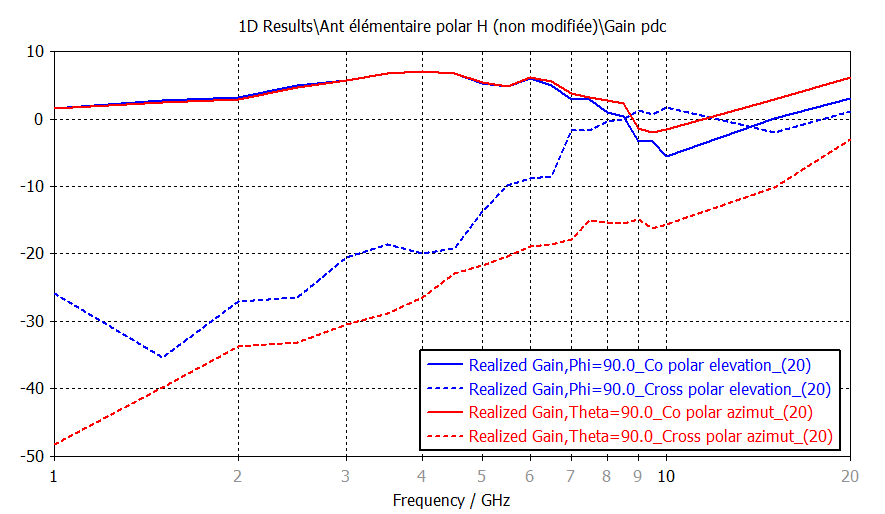 1D Results\Ant élémentaire polar H (non modifiée)\Gain pdc
10
0
-10
-20
-30
-40
-50
Realized Gain,Phi=90.0_Co polar elevation_(20)
Realized Gain,Phi=90.0_Cross polar elevation_(20)
Realized Gain,Theta=90.0_Co polar azimut_(20)
Realized Gain,Theta=90.0_Cross polar azimut_(20)
1 2 3 4 5 6 7 8 9 10 20
Frequency / GHz